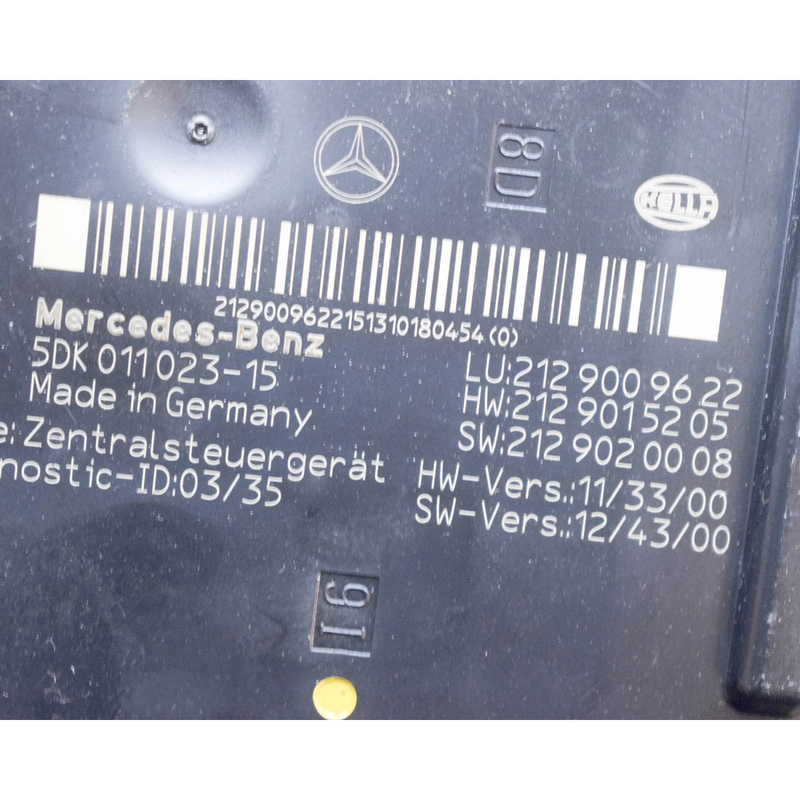 8D
HELLA
2129009622151310180454(0)
Mercedes-Benz
5DK 011 023-15
Made in Germany
e: Zentralsteuergerät
nostic-ID:03/35
LU:212 900 96 22
HW:212 901 52 05
SW:212 902 00 08
HW-Vers.:11/33/00
SW-Vers.:12/43/00